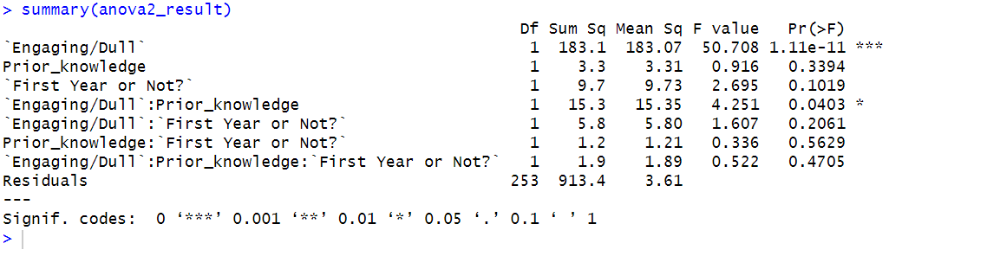 > summary(anova2_result)
Df Sum Sq Mean Sq F value Pr(>F)
`Engaging/Dull` 1 183.1 183.07 50.708 1.11e-11 ***
Prior_knowledge 1 3.3 3.31 0.916 0.3394
`First Year or Not?` 1 9.7 9.73 2.695 0.1019
`Engaging/Dull`:Prior_knowledge 1 15.3 15.35 4.251 0.0403 *
`Engaging/Dull`:`First Year or Not?` 1 5.8 5.80 1.607 0.2061
Prior_knowledge:`First Year or Not?` 1 1.2 1.21 0.336 0.5629
`Engaging/Dull`:Prior_knowledge:`First Year or Not?` 1 1.9 1.89 0.522 0.4705
Residuals 253 913.4 3.61
---
Signif. codes: 0 ‘***’ 0.001 ‘**’ 0.01 ‘*’ 0.05 ‘.’ 0.1 ‘ ’ 1
>